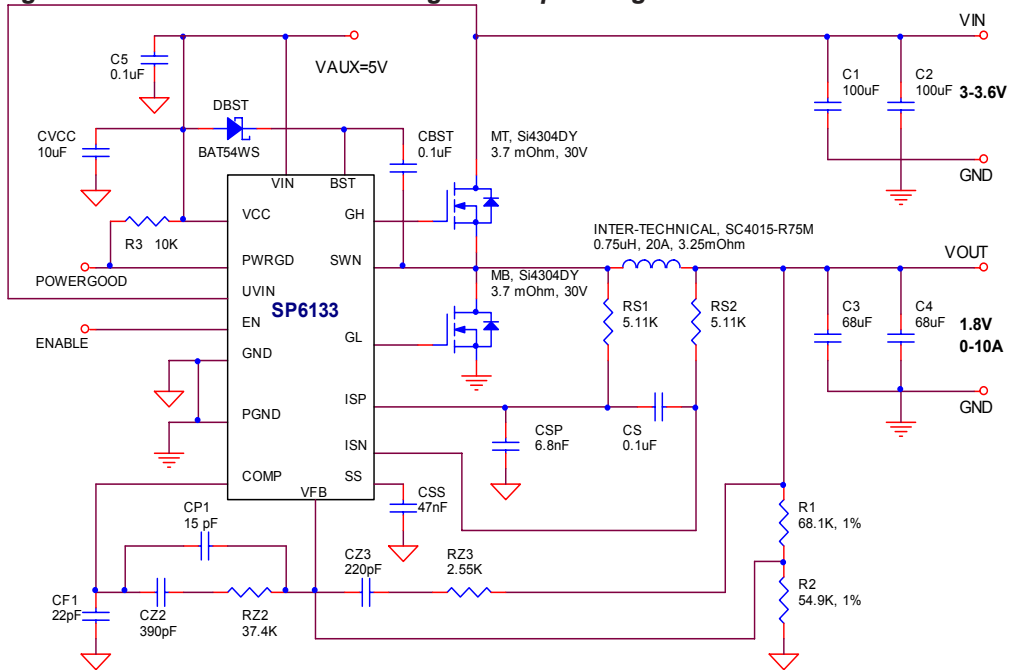 VIN
C5
0.1uF
VAUX=5V
C1
100uF
C2
100uF
3-3.6V
GND
DBST
BAT54WS
CVCC
10uF
CBST
0.1uF
MT, Si4304DY
3.7 mOhm, 30V
VIN
BST
VCC
GH
R3 10K
PWRGD
SWN
POWERGOOD
UVIN
SP6133
EN
ENABLE
GND
GL
PGND
ISP
ISN
COMP
SS
VFB
INTER-TECHNICAL, SC4015-R75M
0.75uH, 20A, 3.25mOhm
MB, Si4304DY
3.7 mOhm, 30V
RS1
5.11K
RS2
5.11K
VOUT
C3
68uF
C4
68uF
1.8V
0-10A
GND
CSP
6.8nF
CS
0.1uF
CSS
47nF
CP1
15 pF
CZ3
220pF
RZ3
2.55K
R1
68.1K, 1%
R2
54.9K, 1%
CF1
22pF
CZ2
390pF
RZ2
37.4K